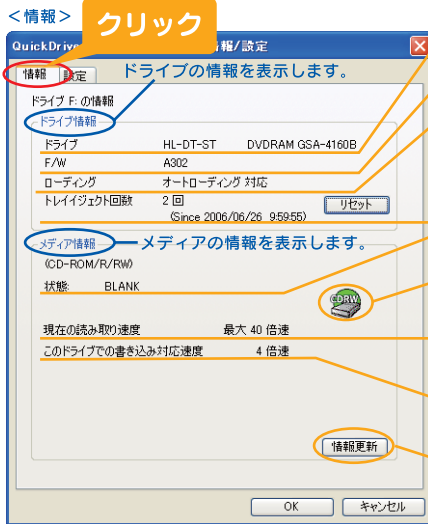 <情報>
クリック
QuickDriv 情報/設定
情報 設定
ドライブの情報を表示します。
ドライブ F: の情報
ドライブ情報
ドライブ HL-DT-ST DVDRAM GSA-4160B
F/W A302
ローディング オートローディング 対応
トレイイジェクト回数 2 回
リセット
(Since 2006/06/26 9:59:55)
メディア情報
メディアの情報を表示します。
(CD-ROM/R/RW)
状態: BLANK
CDRW
現在の読み取り速度 最大 40 倍速
このドライブでの書き込み対応速度 4 倍速
情報更新
OK キャンセル